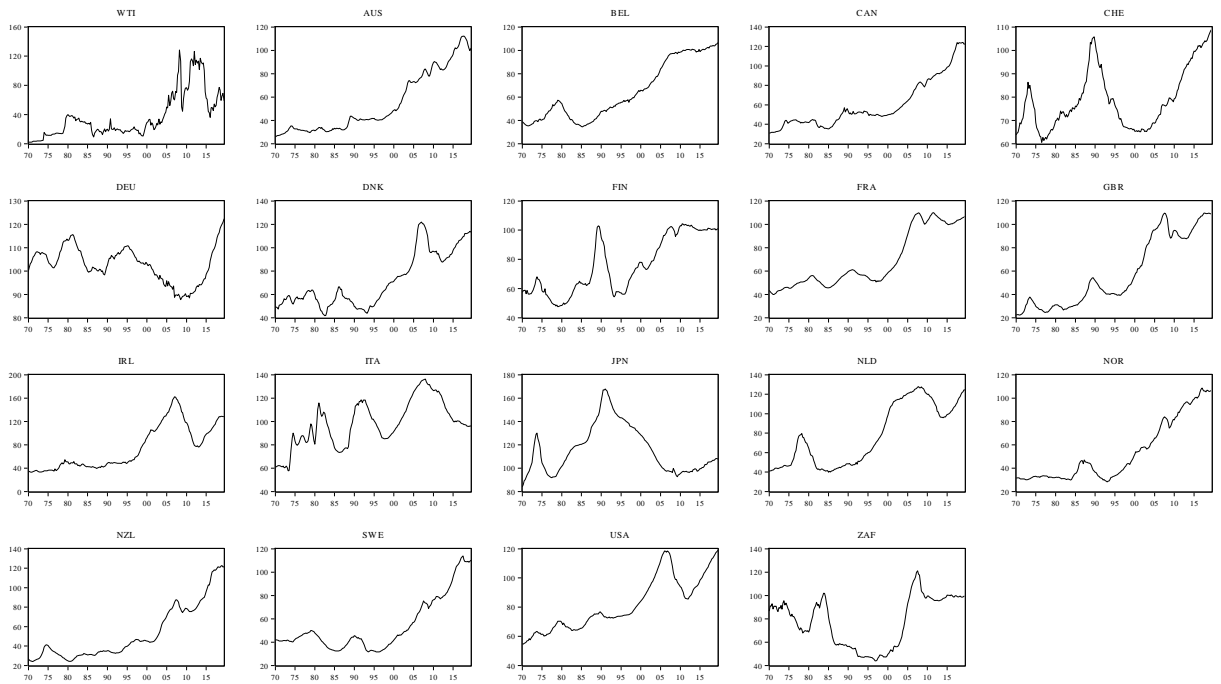 WTI AUS BEL CAN CHE
160 120 120 140 110
120 100 100 120 100
80 80 80 100 90
40 60 60 80 80
0 40 40 60 70
20 20 40 60
20
70 75 80 85 90 95 00 05 10 15 70 75 80 85 90 95 00 05 10 15 70 75 80 85 90 95 00 05 10 15 70 75 80 85 90 95 00 05 10 15 70 75 80 85 90 95 00 05 10 15
DEU DNK FIN FRA GBR
130 140 120 120 120
120 120 100 100 100
110 100 80 80 80
100 80 60 60 60
90 60 40 40 40
80 40 20 20
70 75 80 85 90 95 00 05 10 15 70 75 80 85 90 95 00 05 10 15 70 75 80 85 90 95 00 05 10 15 70 75 80 85 90 95 00 05 10 15 70 75 80 85 90 95 00 05 10 15
IRL ITA JPN NLD NOR
200 140 180 140 120
160 120 160 120 100
120 100 140 100 80
80 80 120 80 60
40 60 100 60 40
0 40 80 40 20
20
70 75 80 85 90 95 00 05 10 15 70 75 80 85 90 95 00 05 10 15 70 75 80 85 90 95 00 05 10 15 70 75 80 85 90 95 00 05 10 15 70 75 80 85 90 95 00 05 10 15
NZL SWE USA ZAF
140 120 120 140
120 100 100 120
100 80 80 100
80 60 60 80
60 40 40 60
40 20 40
20
70 75 80 85 90 95 00 05 10 15 70 75 80 85 90 95 00 05 10 15 70 75 80 85 90 95 00 05 10 15 70 75 80 85 90 95 00 05 10 15